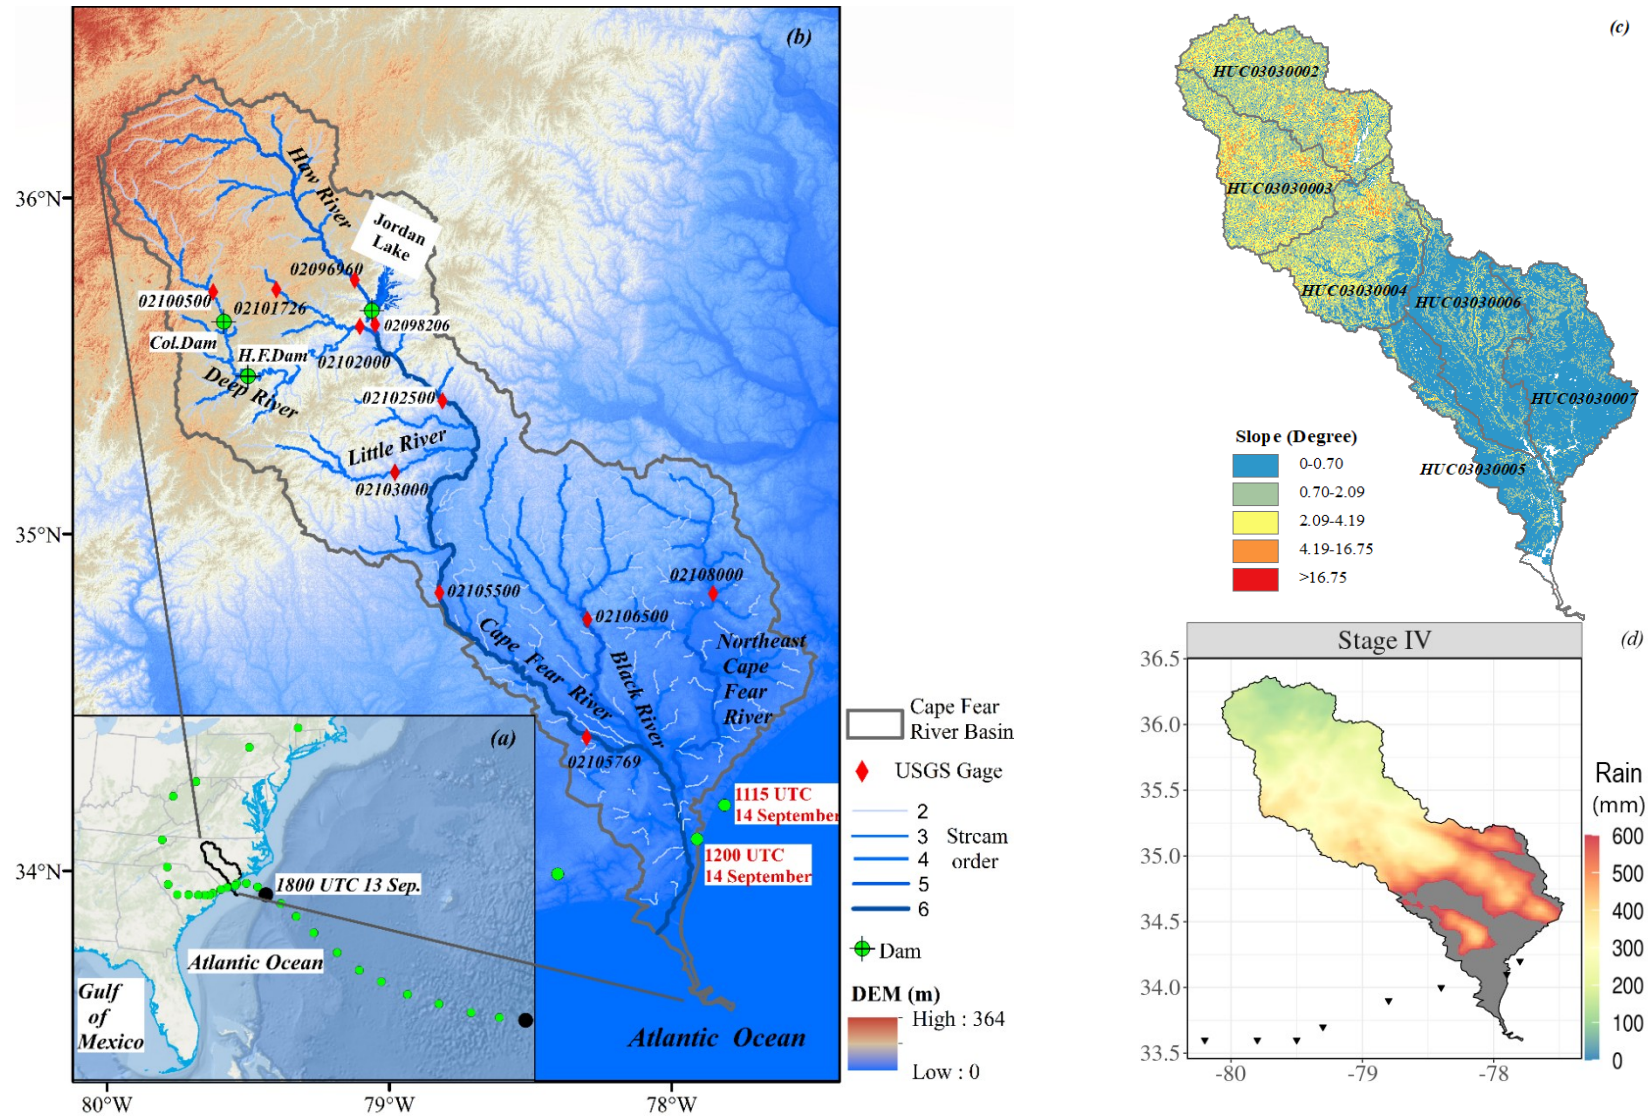 (b)
36°N
35°N
34°N
80°W
79°W
78°W
Haw River
Jordan
Lake
02096960
02100500
02101726
02098206
Col.Dam
H.F.Dam
02102000
Deep River
02102500
Little River
02103000
02105500
02108000
02106500
Cape Fear River
Black River
Northeast
Cape
Fear
River
02105769
1115 UTC
14 September
1200 UTC
14 September
Atlantic Ocean
(a)
1800 UTC 13 Sep.
Atlantic Ocean
Gulf
of
Mexico
Cape Fear
River Basin
USGS Gage
2
3
4
5
6
Stream
order
Dam
DEM (m)
High : 364
Low : 0
(c)
HUC03030002
HUC03030003
HUC03030004
HUC03030006
HUC03030007
HUC03030005
Slope (Degree)
0-0.70
0.70-2.09
2.09-4.19
4.19-16.75
>16.75
(d)
Stage IV
36.5
36.0
35.5
35.0
34.5
34.0
33.5
-80
-79
-78
Rain
(mm)
600
500
400
300
200
100
0